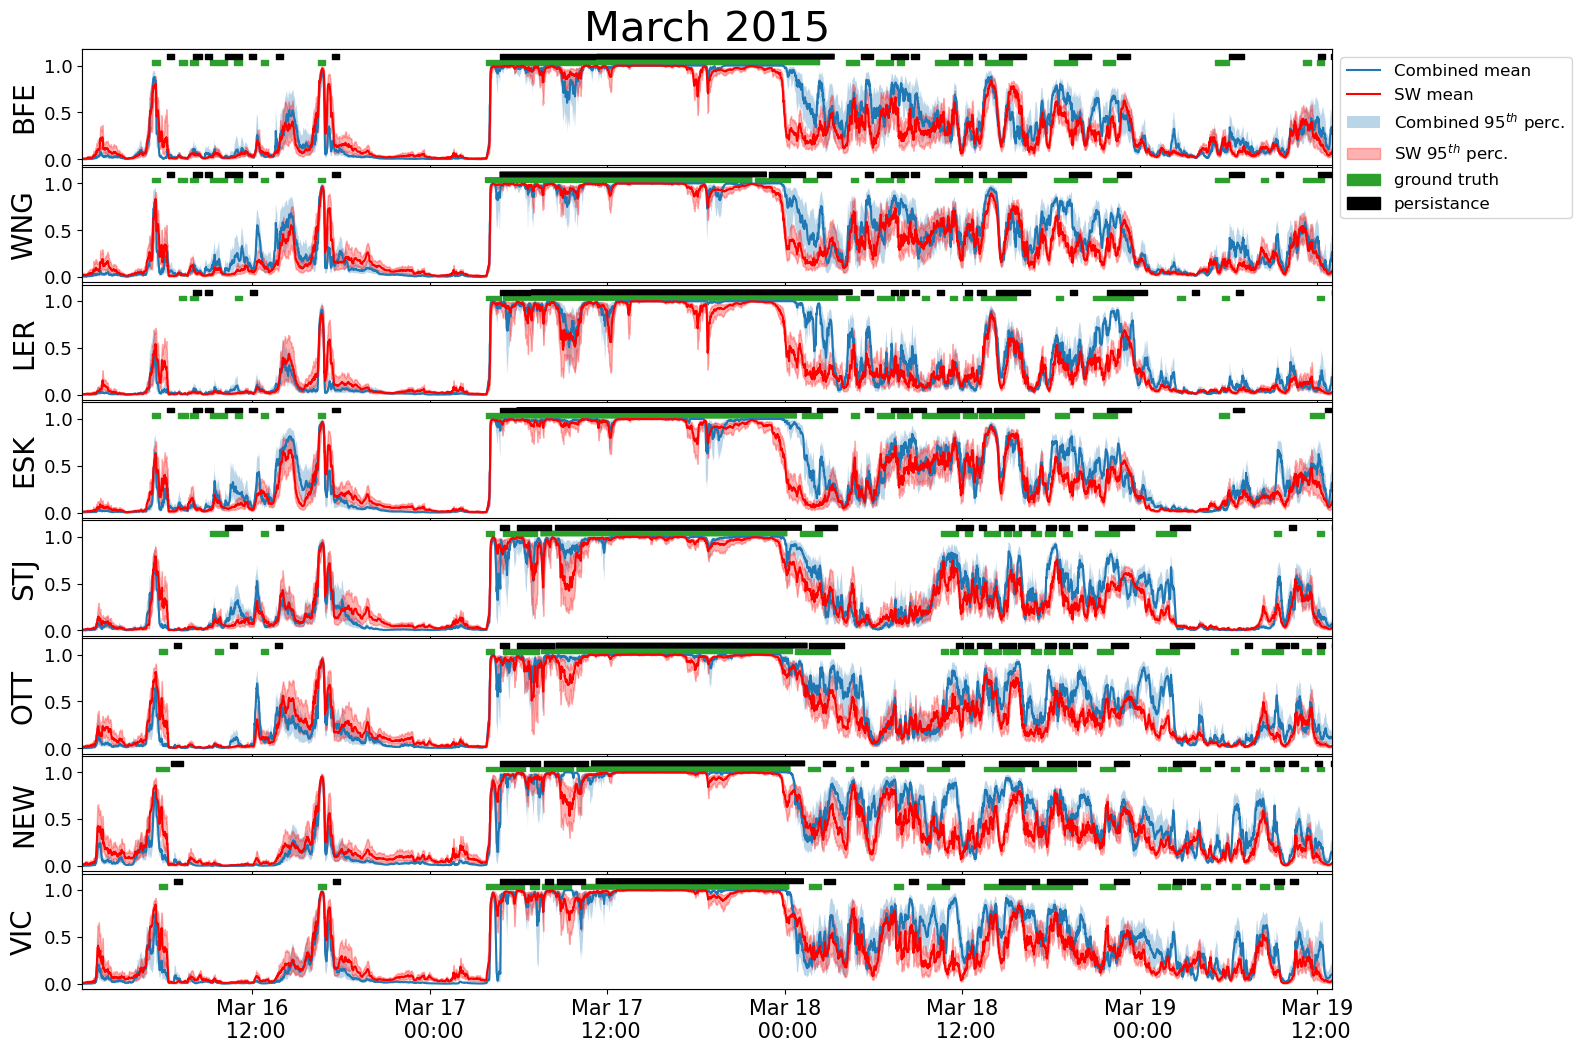 March 2015
BFE
1.0
0.5
0.0
WNG
1.0
0.5
0.0
LER
1.0
0.5
0.0
ESK
1.0
0.5
0.0
STJ
1.0
0.5
0.0
OTT
1.0
0.5
0.0
NEW
1.0
0.5
0.0
VIC
1.0
0.5
0.0
Mar 16 Mar 17 Mar 17 Mar 18 Mar 18 Mar 19 Mar 19
12:00 00:00 12:00 00:00 12:00 00:00 12:00
Combined mean
SW mean
Combined 95th perc.
SW 95th perc.
ground truth
persistance